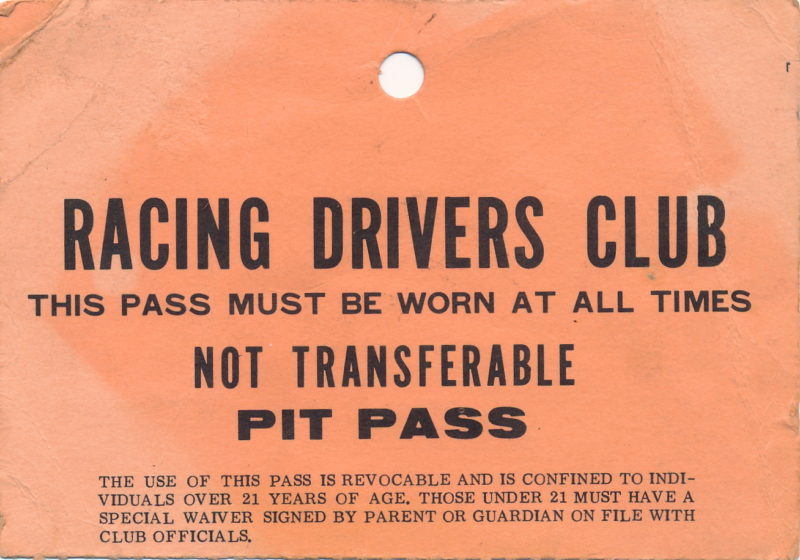 RACING DRIVERS CLUB
THIS PASS MUST BE WORN AT ALL TIMES
NOT TRANSFERABLE
PIT PASS
THE USE OF THIS PASS IS REVOCABLE AND IS CONFINED TO INDI-
VIDUALS OVER 21 YEARS OF AGE. THOSE UNDER 21 MUST HAVE A
SPECIAL WAIVER SIGNED BY PARENT OR GUARDIAN ON FILE WITH
CLUB OFFICIALS.